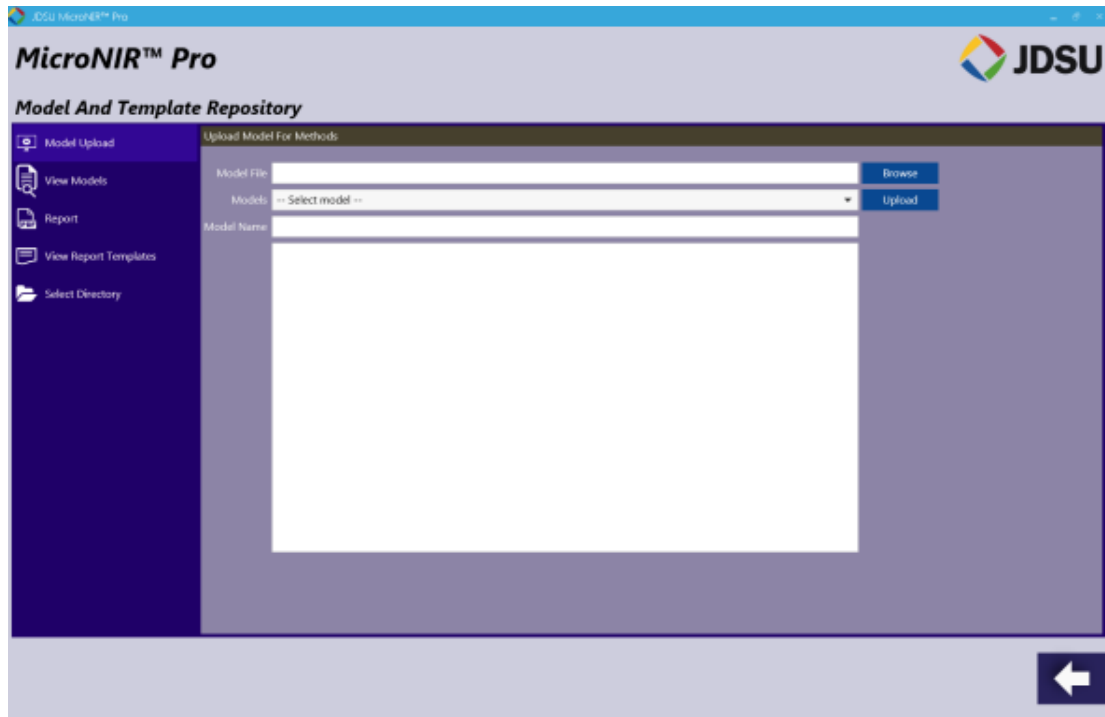 JDSU MicroNIR™ Pro
MicroNIR™ Pro
JDSU
Model And Template Repository
Model Upload
View Models
Report
View Report Templates
Select Directory
Upload Model For Methods
Model File
Browse
Models -- Select model --
Upload
Model Name